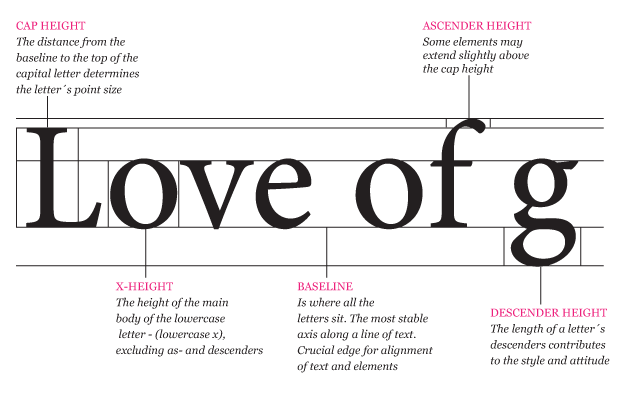 CAP HEIGHT
The distance from the
baseline to the top of the
capital letter determines
the letter´s point size
ASCENDER HEIGHT
Some elements may
extend slightly above
the cap height
Love of g
X-HEIGHT
The height of the main
body of the lowercase
letter - (lowercase x),
excluding as- and descenders
BASELINE
Is where all the
letters sit. The most stable
axis along a line of text.
Crucial edge for alignment
of text and elements
DESCENDER HEIGHT
The length of a letter´s
descenders contributes
to the style and attitude